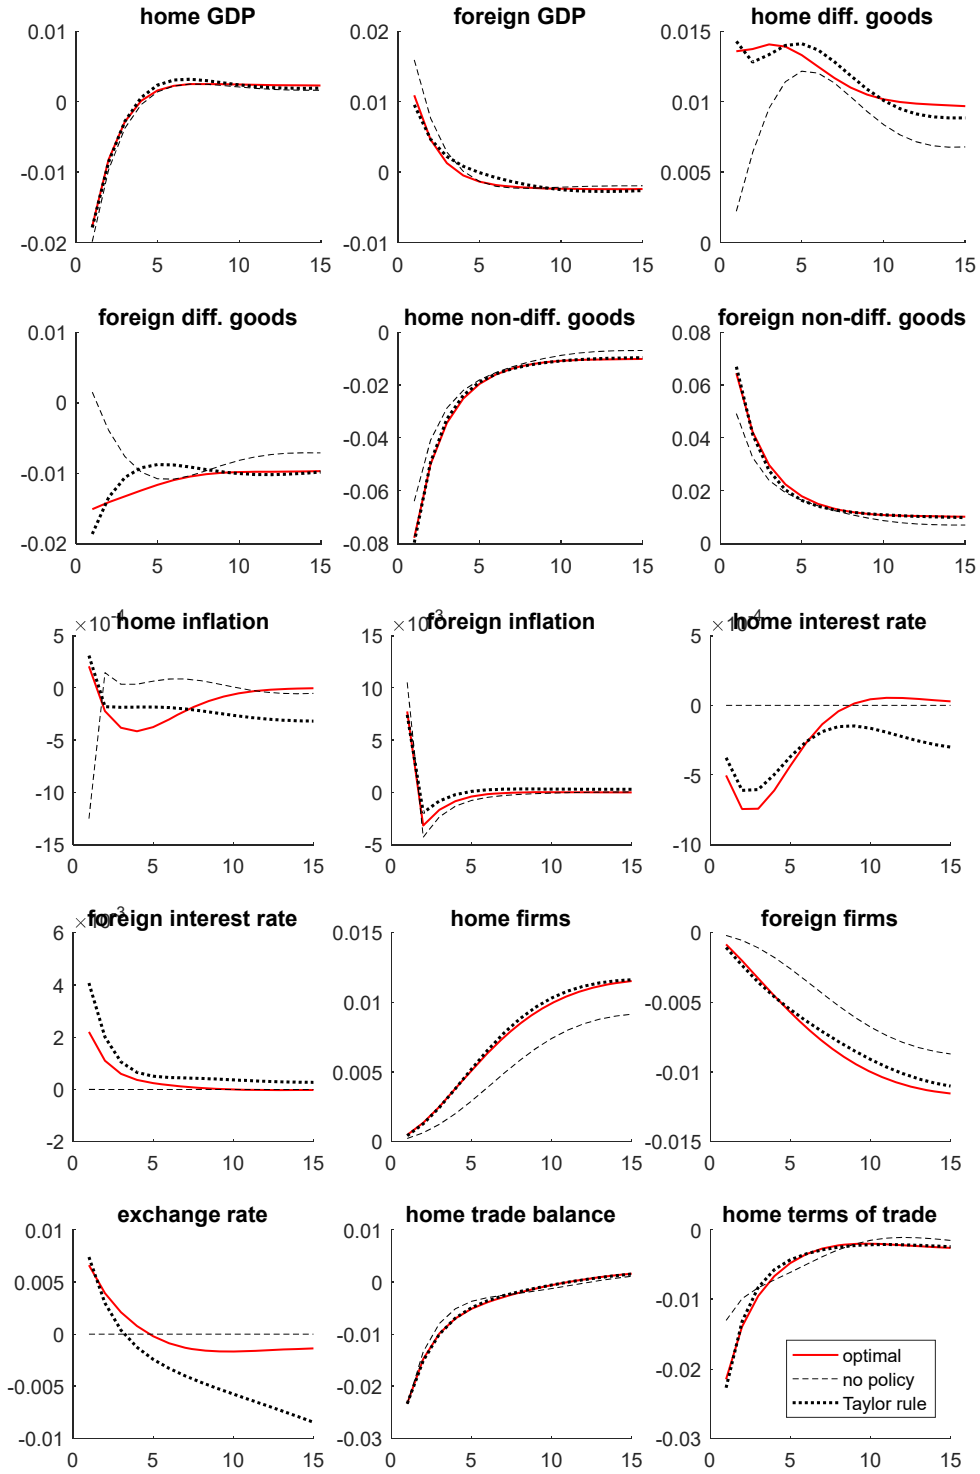 home GDP
0.01
0
-0.01
-0.02
0 5 10 15
foreign GDP
0.02
0.01
0
-0.01
0 5 10 15
home diff. goods
0.015
0.01
0.005
0
0 5 10 15
foreign diff. goods
0.01
0
-0.01
-0.02
0 5 10 15
home non-diff. goods
0
-0.02
-0.04
-0.06
-0.08
0 5 10 15
foreign non-diff. goods
0.08
0.06
0.04
0.02
0
0 5 10 15
×10⁻⁴
home inflation
5
0
-5
-10
-15
0 5 10 15
×10⁻³
foreign inflation
15
10
5
0
-5
0 5 10 15
×10⁻⁴
home interest rate
5
0
-5
-10
0 5 10 15
×10⁻³
foreign interest rate
6
4
2
0
-2
0 5 10 15
home firms
0.015
0.01
0.005
0
0 5 10 15
foreign firms
0
-0.005
-0.01
-0.015
0 5 10 15
exchange rate
0.01
0.005
0
-0.005
-0.01
0 5 10 15
home trade balance
0.01
0
-0.01
-0.02
-0.03
0 5 10 15
home terms of trade
0
-0.01
-0.02
-0.03
0 5 10 15
optimal
no policy
Taylor rule